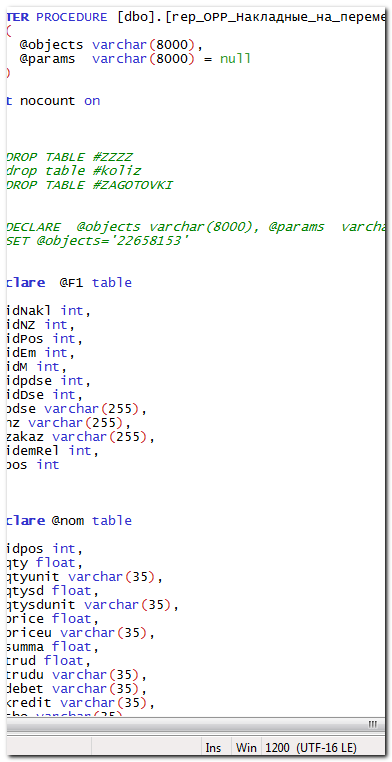 TER PROCEDURE [dbo].[rep_OPP_Накладные_на_переме
(
@objects varchar(8000),
@params varchar(8000) = null
)
t nocount on
DROP TABLE #ZZZZ
drop table #koliz
DROP TABLE #ZAGOTOVKI
DECLARE @objects varchar(8000), @params varcha
SET @objects='22658153'
clare @F1 table
idNakl int,
idNZ int,
idPos int,
idEm int,
idM int,
idpdse int,
idDse int,
pdse varchar(255),
nz varchar(255),
zakaz varchar(255),
idemRel int,
pos int
clare @nom table
idpos int,
qty float,
qtyunit varchar(35),
qtysd float,
qtysdunit varchar(35),
price float,
priceu varchar(35),
summa float,
trud float,
trudu varchar(35),
debet varchar(35),
kredit varchar(35),
Ins Win 1200 (UTF-16 LE)